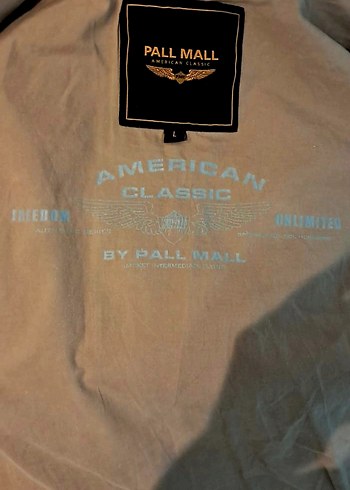 PALL MALL
AMERICAN CLASSIC
L
AMERICAN
CLASSIC
FREEDOM
UNLIMITED
BY PALL MALL